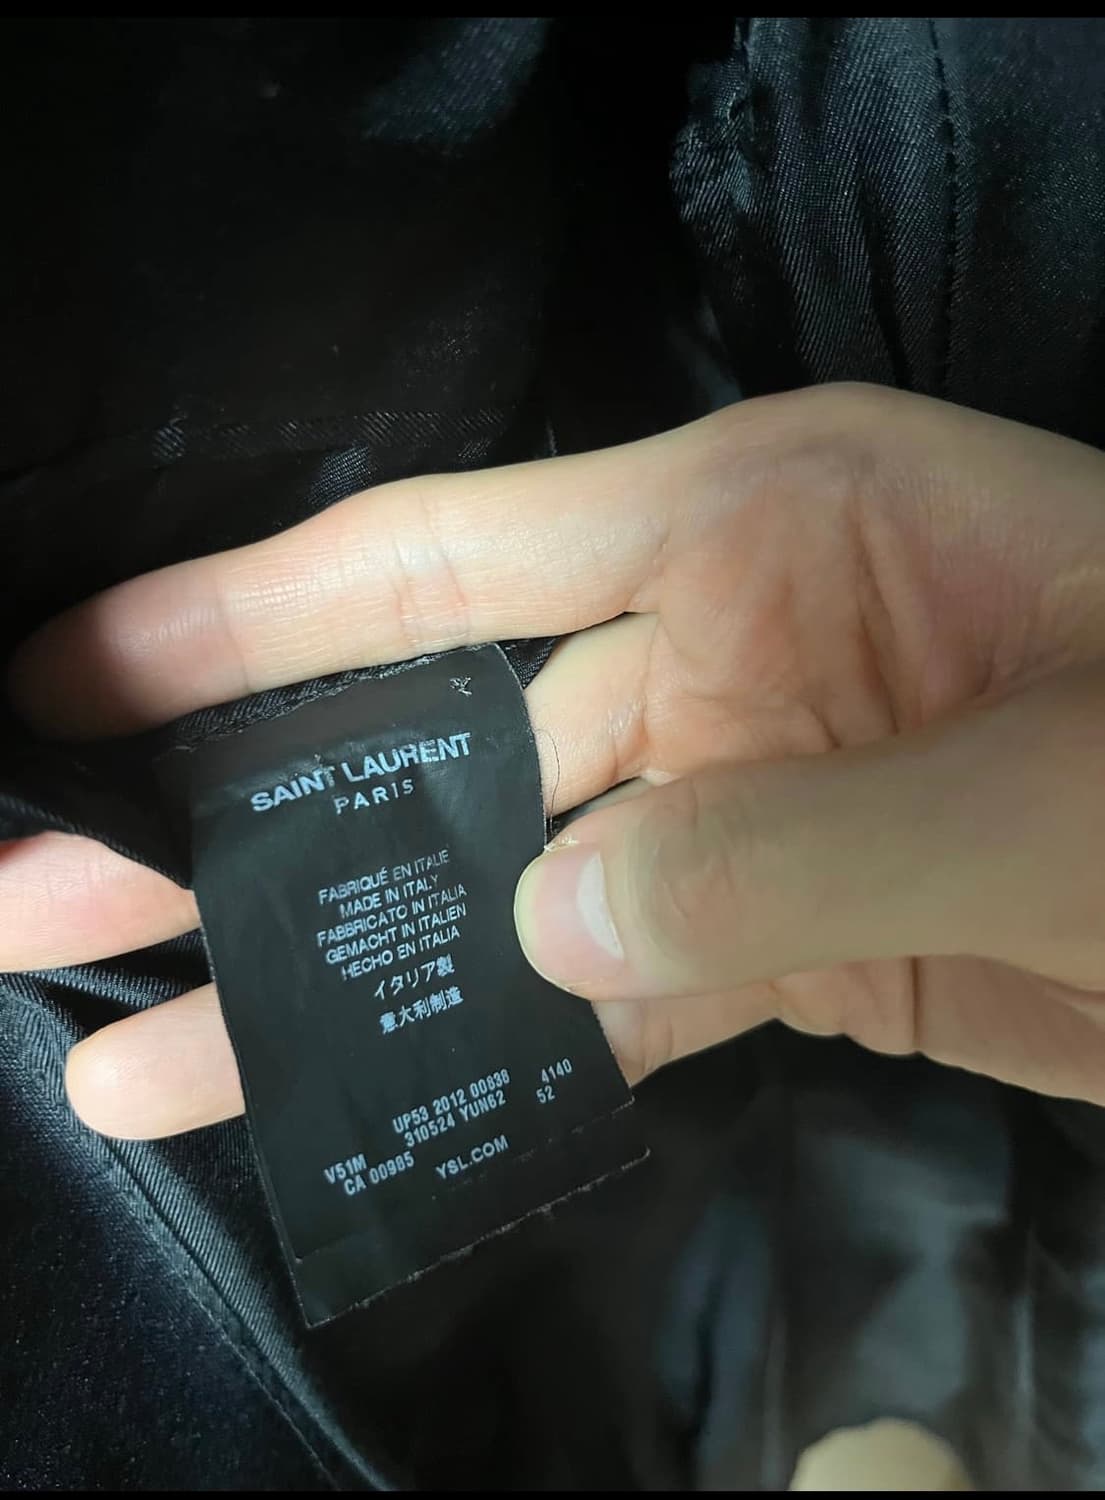 SAINT LAURENT
PARIS
FABRIQUÉ EN ITALIE
MADE IN ITALY
FABBRICATO IN ITALIA
GEMACHT IN ITALIEN
HECHO EN ITALIA
イタリア製
意大利制造
UP53 2012 00636 4140
310524 YUN62 52
V51M
CA 00985 YSL.COM